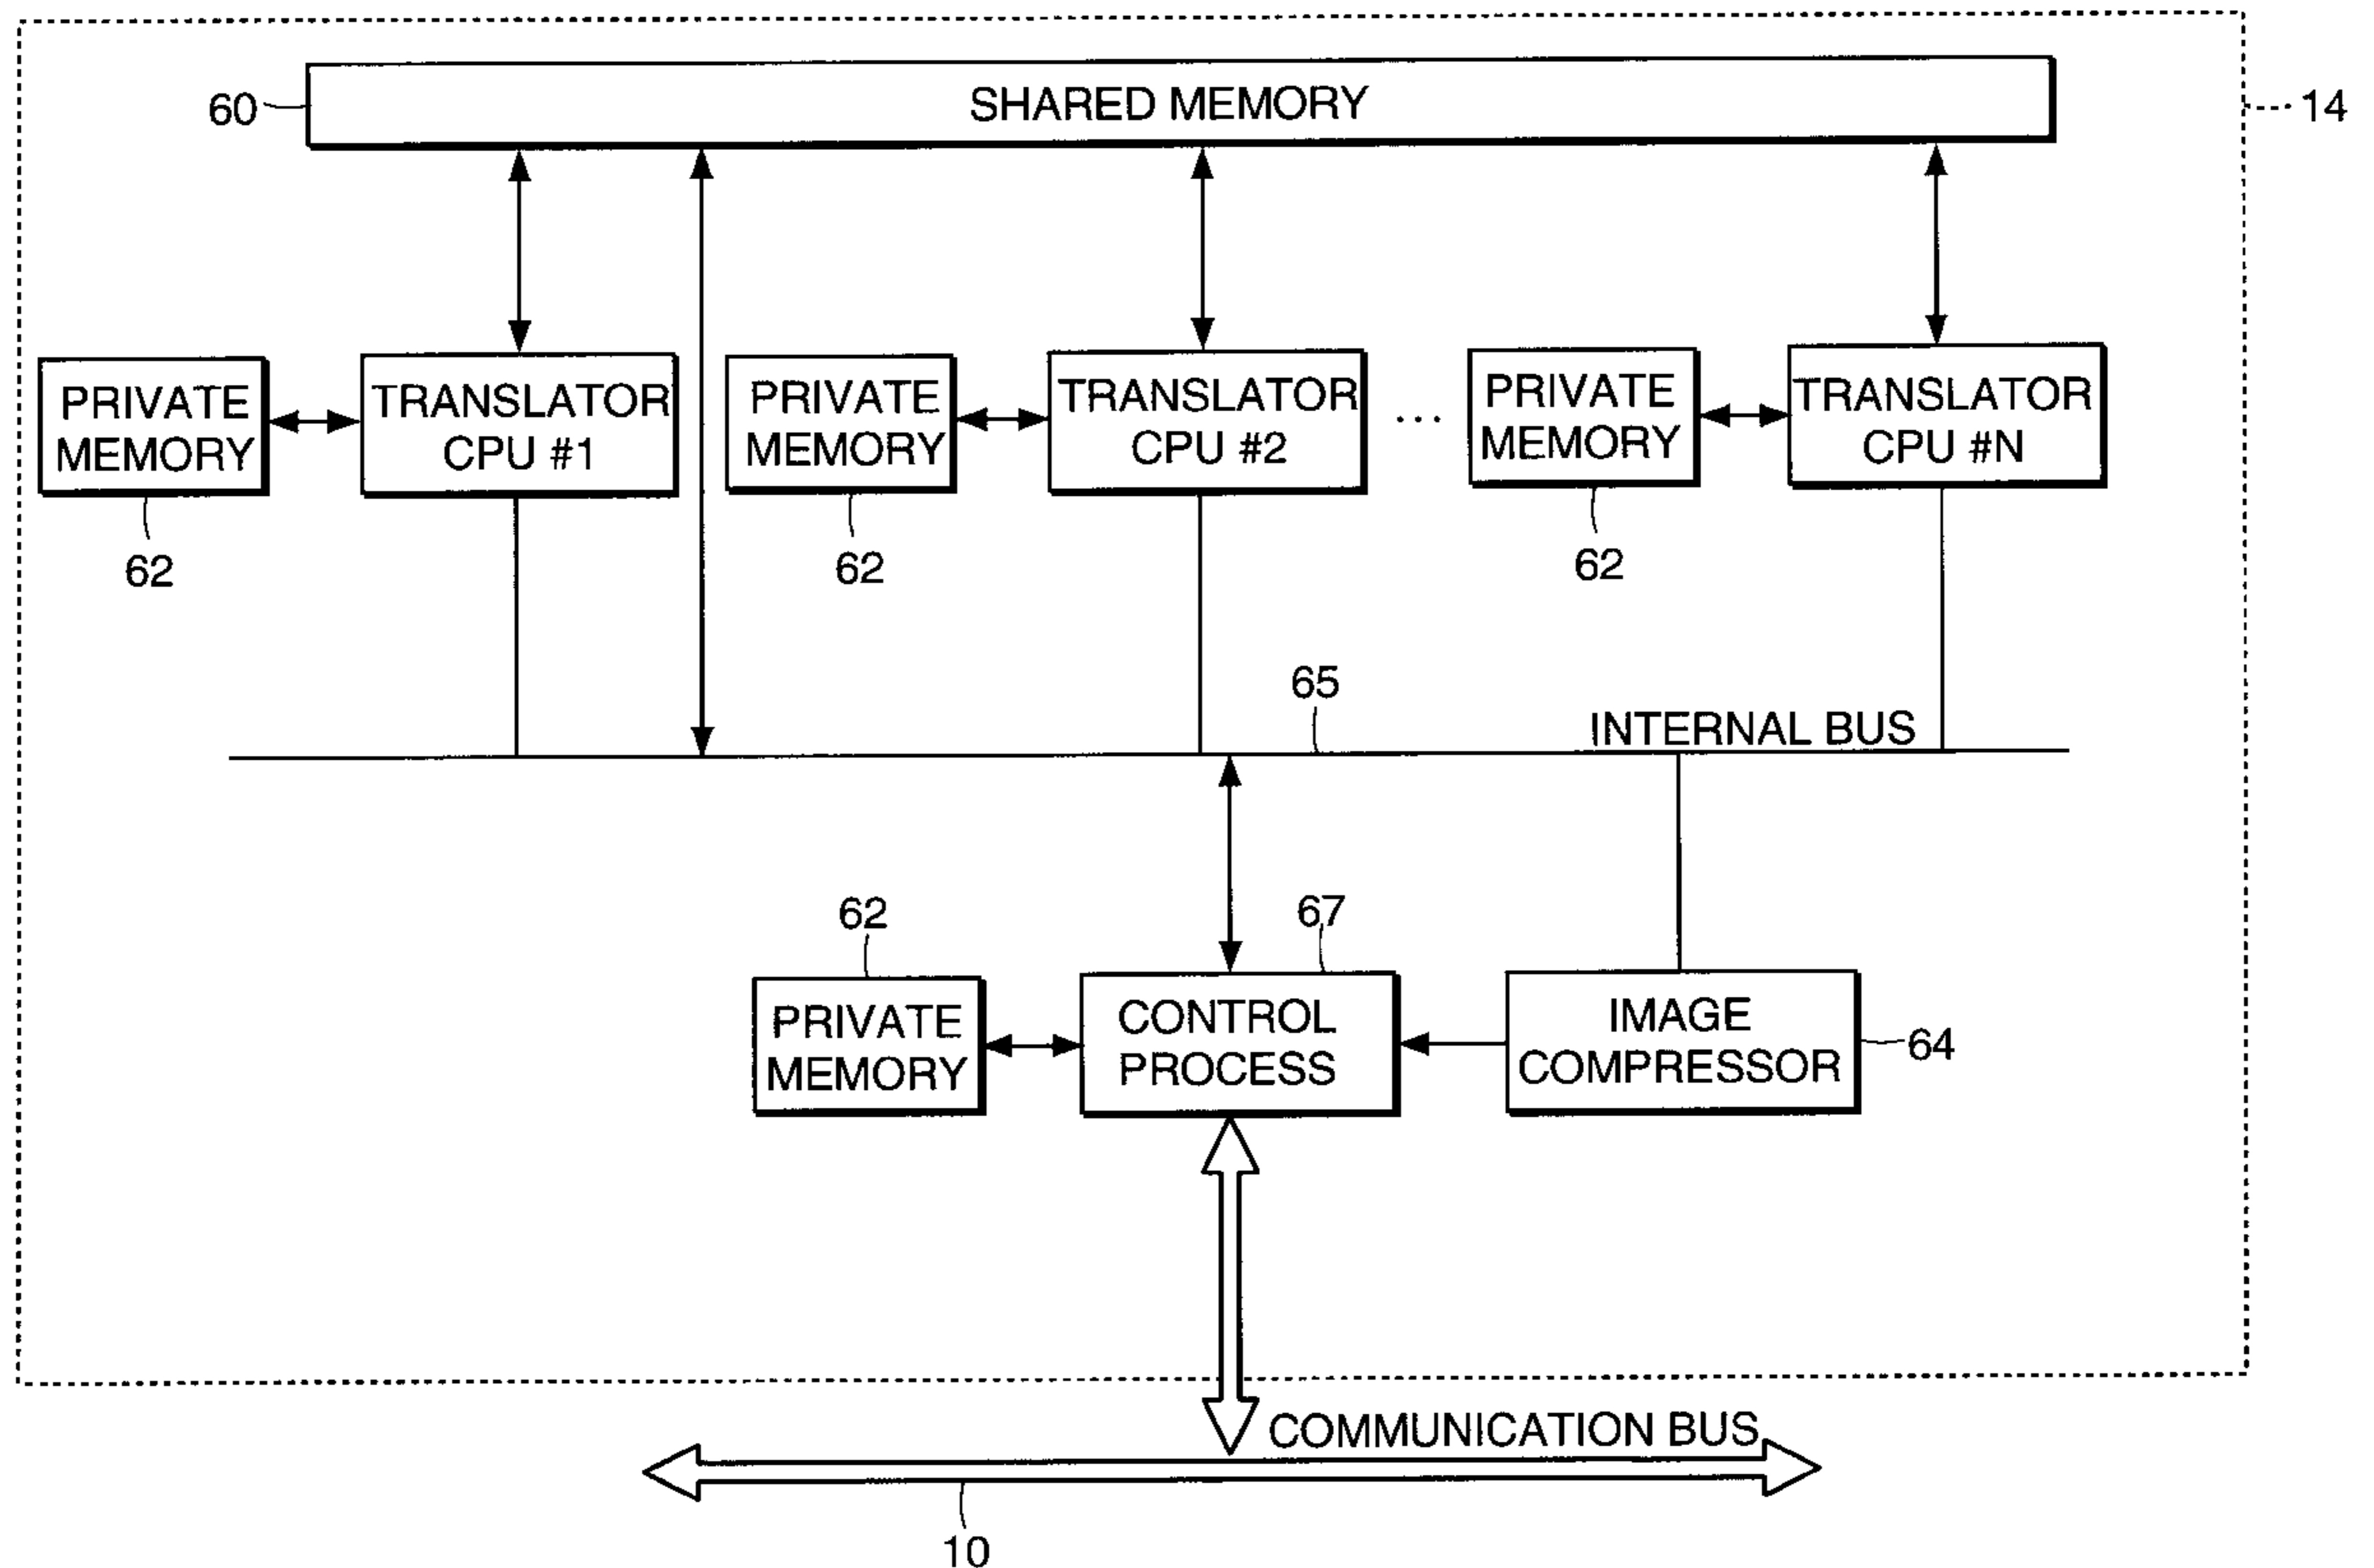 SHARED MEMORY
60
14
PRIVATE
MEMORY
TRANSLATOR
CPU #1
PRIVATE
MEMORY
TRANSLATOR
CPU #2
...
PRIVATE
MEMORY
TRANSLATOR
CPU #N
62
62
62
65
INTERNAL BUS
62
67
PRIVATE
MEMORY
CONTROL
PROCESS
IMAGE
COMPRESSOR
64
COMMUNICATION BUS
10